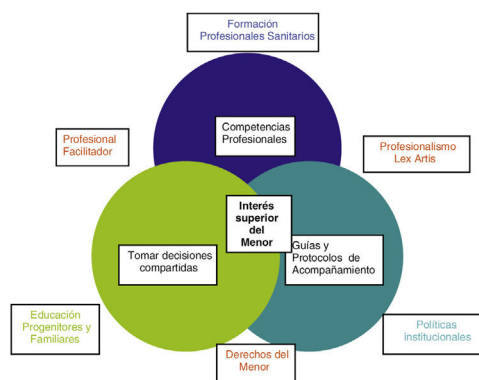 Formación
Profesionales Sanitarios
Competencias
Profesionales
Profesional
Facilitador
Profesionalismo
Lex Artis
Interés
superior
del
Menor
Tomar decisiones
compartidas
Guías y
Protocolos de
Acompañamiento
Educación
Progenitores y
Familiares
Políticas
institucionales
Derechos del
Menor